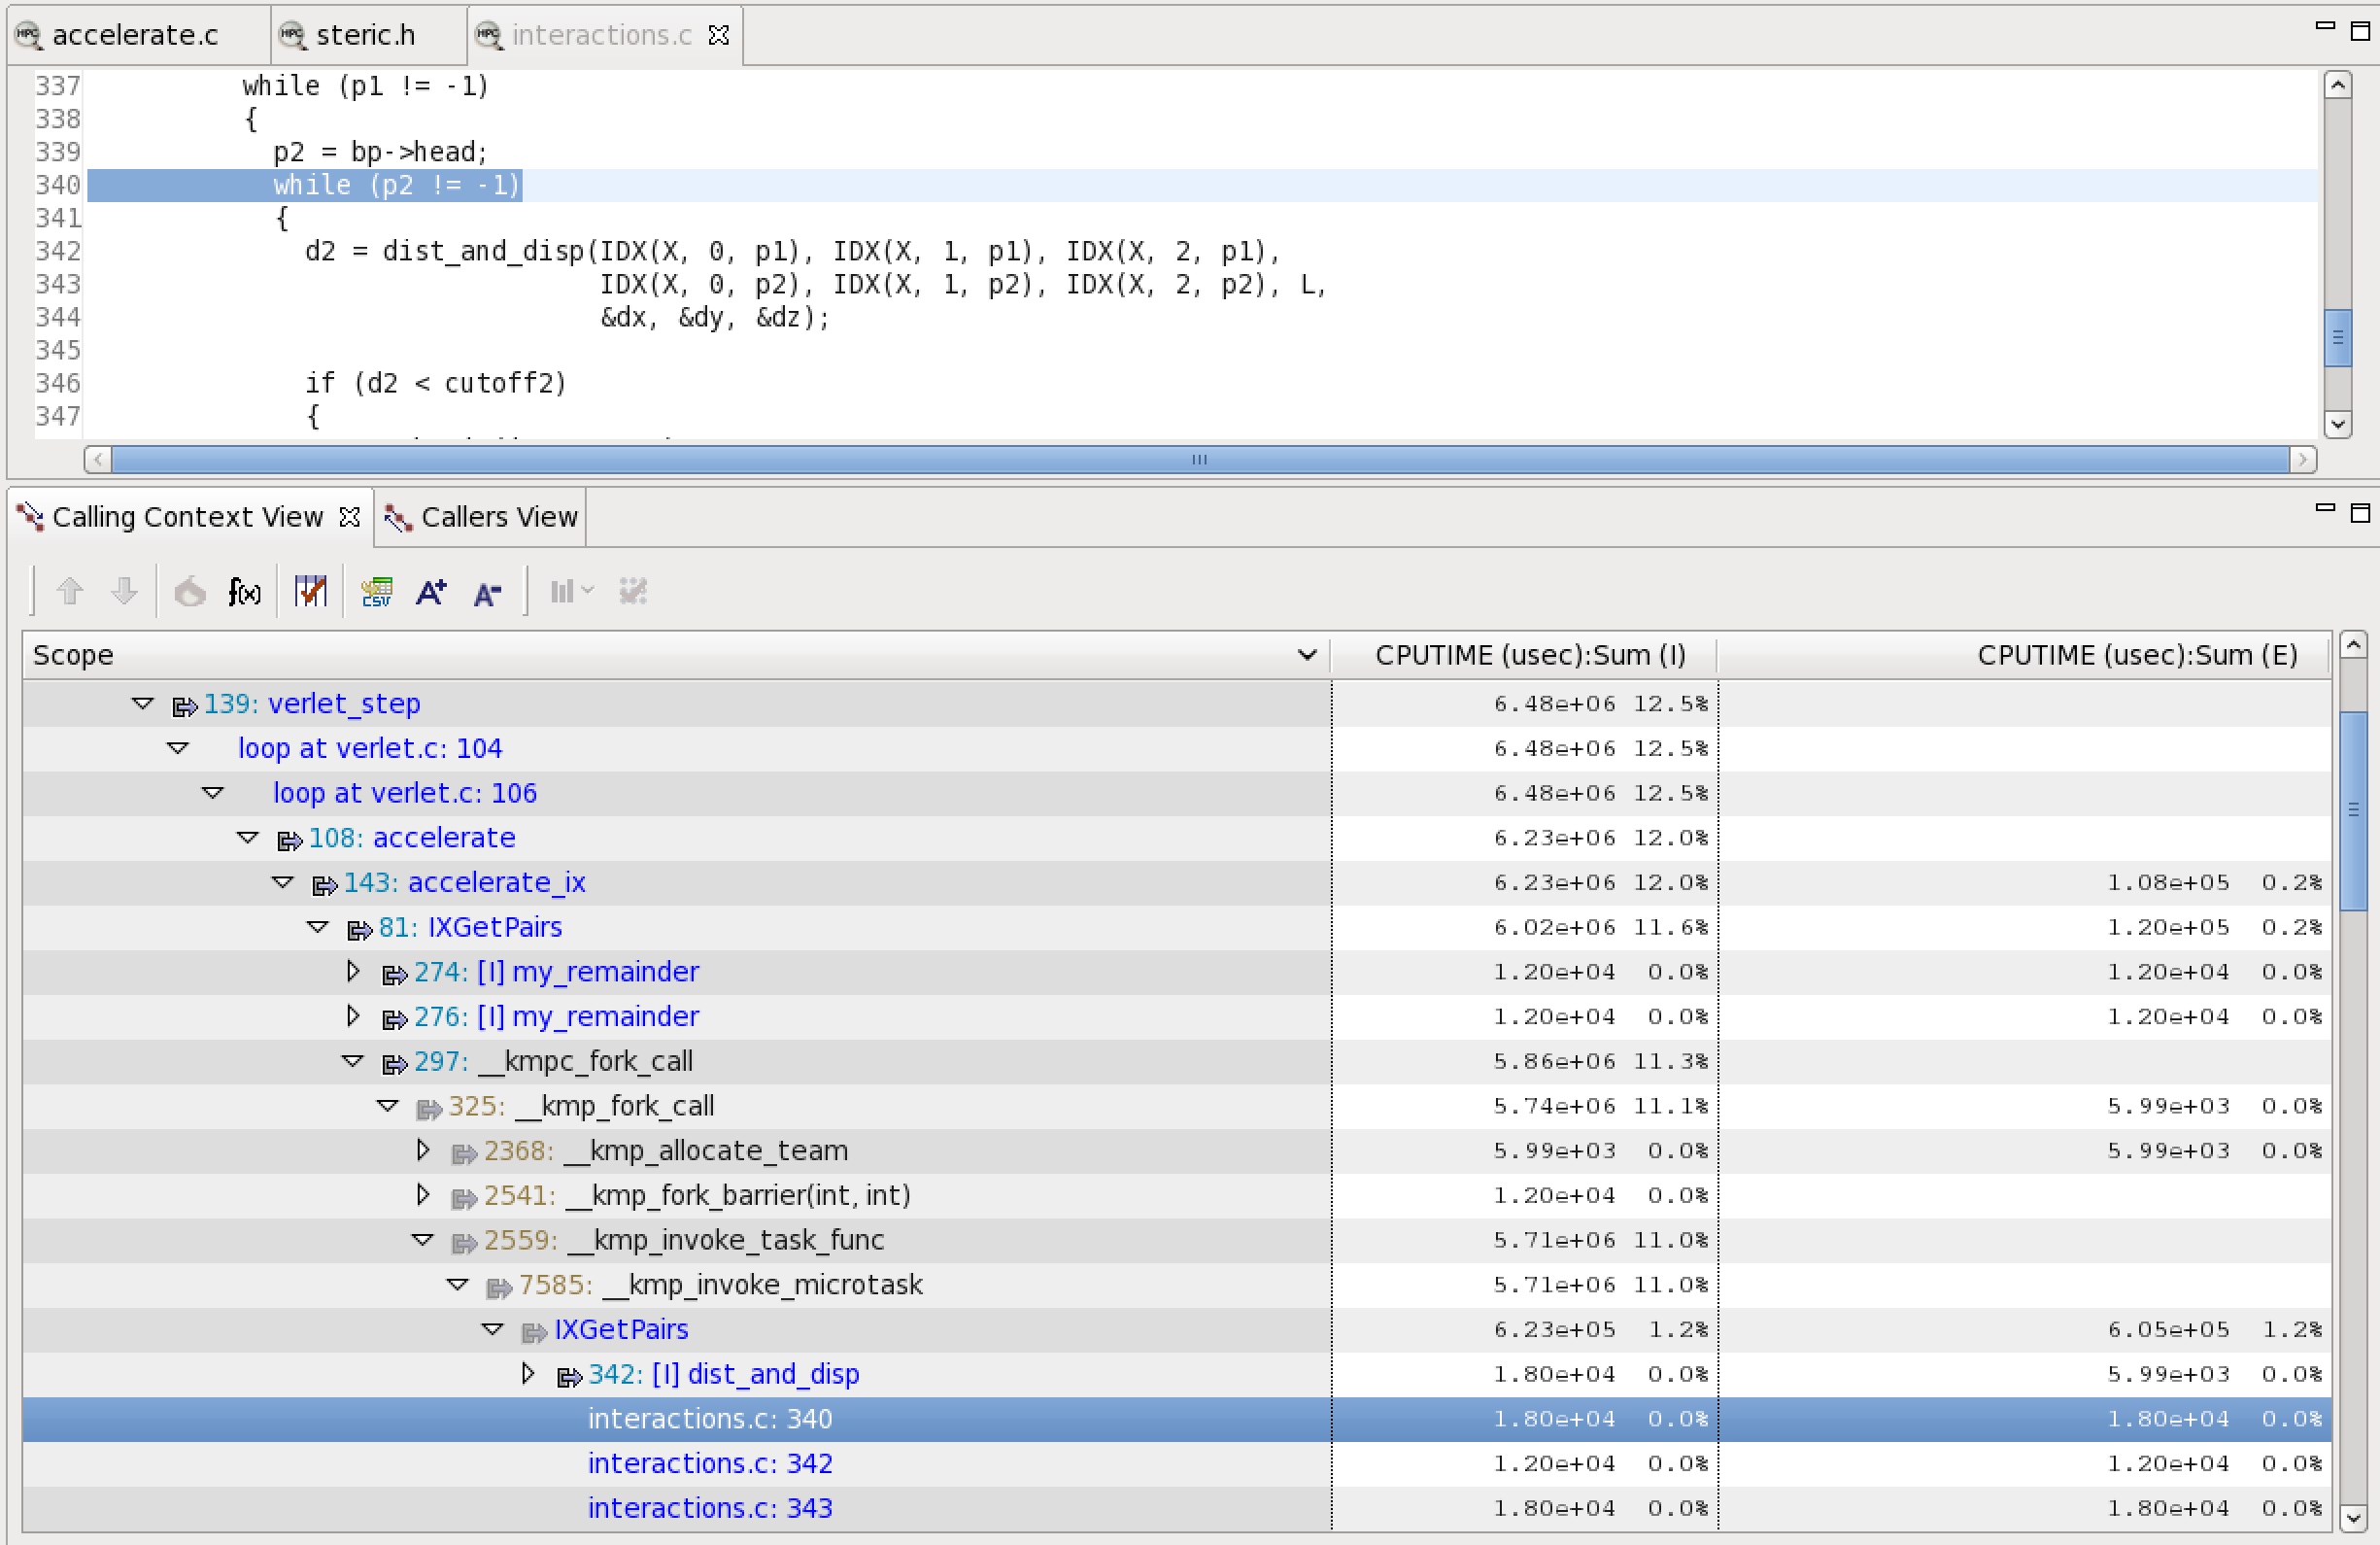 accelerate.c steric.h interactions.c
337 while (p1 != -1)
338 {
339 p2 = bp->head;
340 while (p2 != -1)
341 {
342 d2 = dist_and_disp(IDX(X, 0, p1), IDX(X, 1, p1), IDX(X, 2, p1),
343 IDX(X, 0, p2), IDX(X, 1, p2), IDX(X, 2, p2), L,
344 &dx, &dy, &dz);
345
346 if (d2 < cutoff2)
347 {
Calling Context View Callers View
f(x) CSV A+ A-
Scope CPUTIME (usec):Sum (I) CPUTIME (usec):Sum (E)
139: verlet_step 6.48e+06 12.5%
loop at verlet.c: 104 6.48e+06 12.5%
loop at verlet.c: 106 6.48e+06 12.5%
108: accelerate 6.23e+06 12.0%
143: accelerate_ix 6.23e+06 12.0% 1.08e+05 0.2%
81: IXGetPairs 6.02e+06 11.6% 1.20e+05 0.2%
274: [I] my_remainder 1.20e+04 0.0% 1.20e+04 0.0%
276: [I] my_remainder 1.20e+04 0.0% 1.20e+04 0.0%
297: __kmpc_fork_call 5.86e+06 11.3%
325: __kmp_fork_call 5.74e+06 11.1% 5.99e+03 0.0%
2368: __kmp_allocate_team 5.99e+03 0.0% 5.99e+03 0.0%
2541: __kmp_fork_barrier(int, int) 1.20e+04 0.0%
2559: __kmp_invoke_task_func 5.71e+06 11.0%
7585: __kmp_invoke_microtask 5.71e+06 11.0%
IXGetPairs 6.23e+05 1.2% 6.05e+05 1.2%
342: [I] dist_and_disp 1.80e+04 0.0% 5.99e+03 0.0%
interactions.c: 340 1.80e+04 0.0% 1.80e+04 0.0%
interactions.c: 342 1.20e+04 0.0% 1.20e+04 0.0%
interactions.c: 343 1.80e+04 0.0% 1.80e+04 0.0%